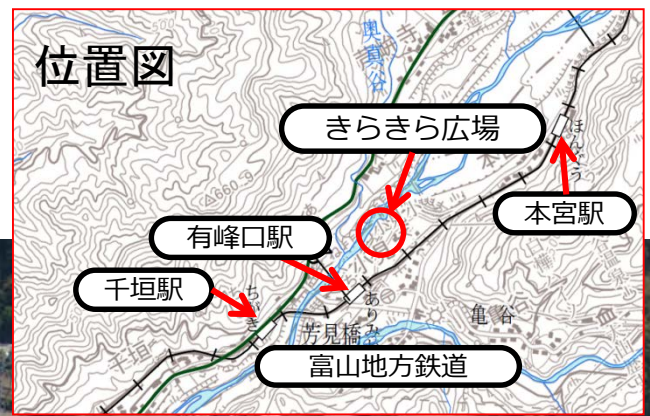 位置図
きらきら広場
本宮駅
有峰口駅
千垣駅
富山地方鉄道
ほんぐう
ちがき
ありみ
千垣
芳見橋
亀谷
△660